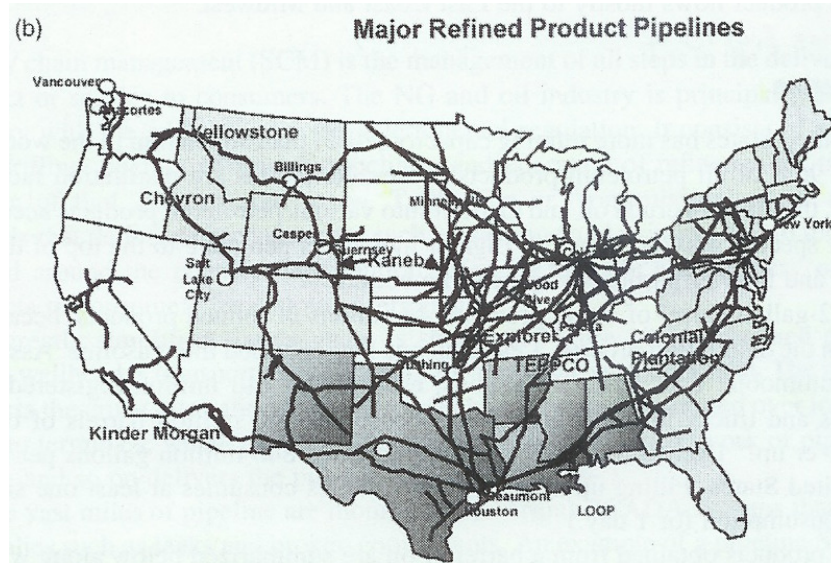 (b)
Major Refined Product Pipelines
Vancouver
Anacortes
Yellowstone
Billings
Minneapolis
Chevron
Casper
Guernsey
Kaneb
New York
Salt
Lake
City
Wood
River
Patoka
Explorer
Colonial
Plantation
Cushing
TEPPCO
Kinder Morgan
Beaumont
Houston
LOOP